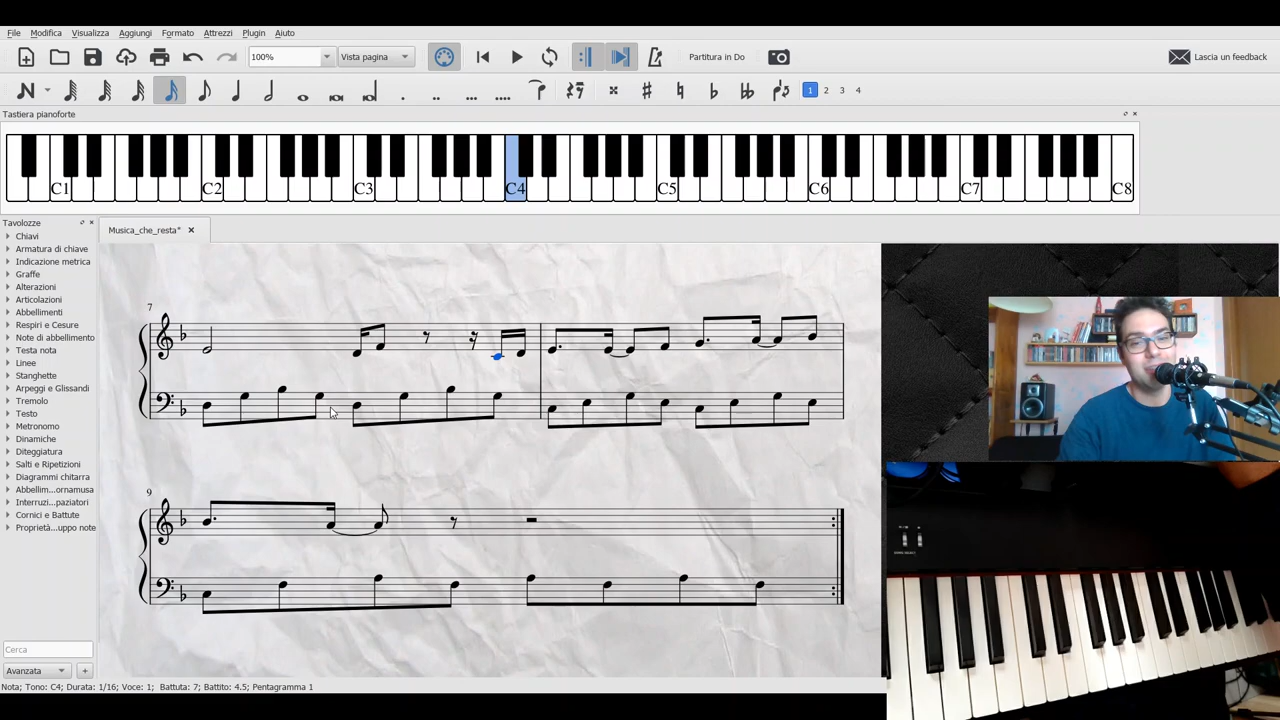 File Modifica Visualizza Aggiungi Formato Attrezzi Plugin Aiuto
100% Vista pagina Partitura in Do Lascia un feedback
1 2 3 4
Tastiera pianoforte
C1 C2 C3 C4 C5 C6 C7 C8
Tavolozze
Musica_che_resta*
Chiavi
Armatura di chiave
Indicazione metrica
Graffe
Alterazioni
Articolazioni
Abbellimenti
Respiri e Cesure
Note di abbellimento
Testa nota
Linee
Stanghette
Arpeggi e Glissandi
Tremolo
Testo
Metronomo
Dinamiche
Diteggiatura
Salti e Ripetizioni
Diagrammi chitarra
Abbellim...ornamusa
Interruzi...paziatori
Cornici e Battute
Proprietà...uppo note
7
9
Cerca
Avanzata +
Nota; Tono: C4; Durata: 1/16; Voce: 1; Battuta: 7; Battito: 4.5; Pentagramma 1